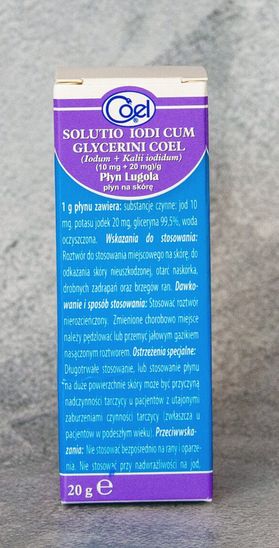 Coel
SOLUTIO IODI CUM
GLYCERINI COEL
(Iodum + Kalii iodidum)
(10 mg + 20 mg)/g
Płyn Lugola
płyn na skórę
1 g płynu zawiera: substancje czynne: jod 10
mg, potasu jodek 20 mg, gliceryna 99,5%, woda
oczyszczona. Wskazania do stosowania:
Roztwór do stosowania miejscowego na skórę; do
odkażania skóry nieuszkodzonej, otarć naskórka,
drobnych zadrapań oraz brzegów ran. Dawko-
wanie i sposób stosowania: Stosować roztwór
nierozcieńczony. Zmienione chorobowo miejsce
należy pędzlować lub przemyć jałowym gazikiem
nasączonym roztworem. Ostrzeżenia specjalne:
Długotrwałe stosowanie, lub stosowanie płynu
na duże powierzchnie skóry może być przyczyną
nadczynności tarczycy u pacjentów z utajonymi
zaburzeniami czynności tarczycy (zwłaszcza u
pacjentów w podeszłym wieku). Przeciwwska-
zania: Nie stosować bezpośrednio na rany i oparze-
nia. Nie stosować przy nadwrażliwości na jod.
20 g e